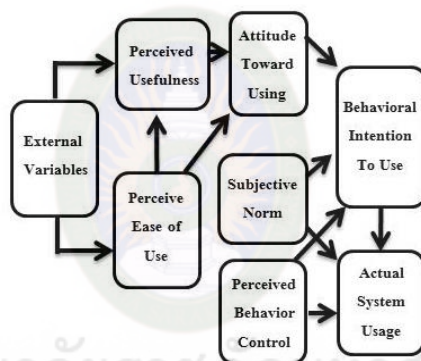 Perceived
Usefulness
Attitude
Toward
Using
Behavioral
Intention
To Use
External
Variables
Perceive
Ease of
Use
Subjective
Norm
Perceived
Behavior
Control
Actual
System
Usage